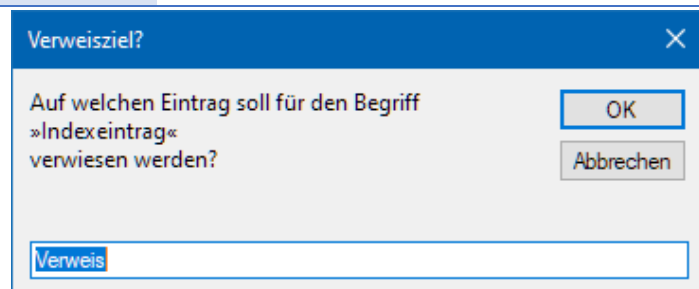 Verweisziel?
Auf welchen Eintrag soll für den Begriff
»Indexeintrag«
verwiesen werden?
OK
Abbrechen
Verweis